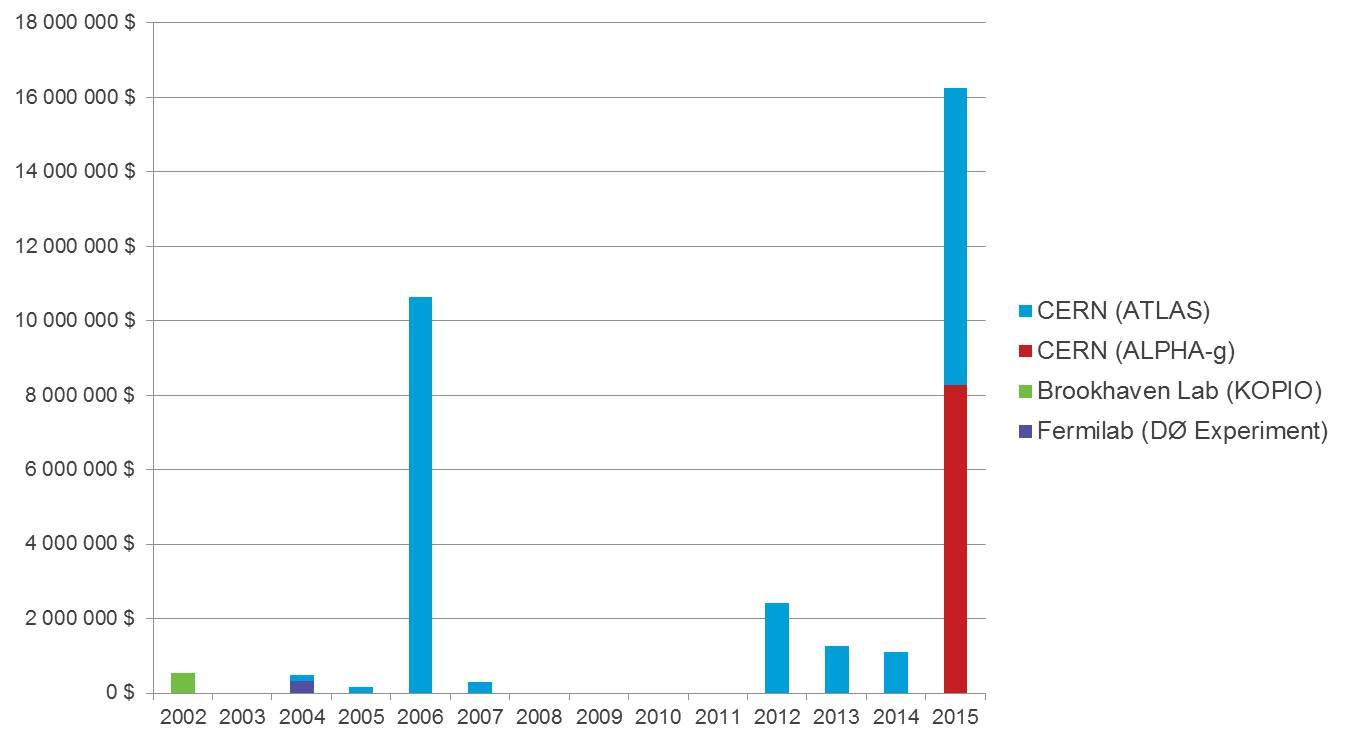 18 000 000 $
16 000 000 $
14 000 000 $
12 000 000 $
10 000 000 $
8 000 000 $
6 000 000 $
4 000 000 $
2 000 000 $
0 $
2002 2003 2004 2005 2006 2007 2008 2009 2010 2011 2012 2013 2014 2015
CERN (ATLAS)
CERN (ALPHA-g)
Brookhaven Lab (KOPIO)
Fermilab (DØ Experiment)